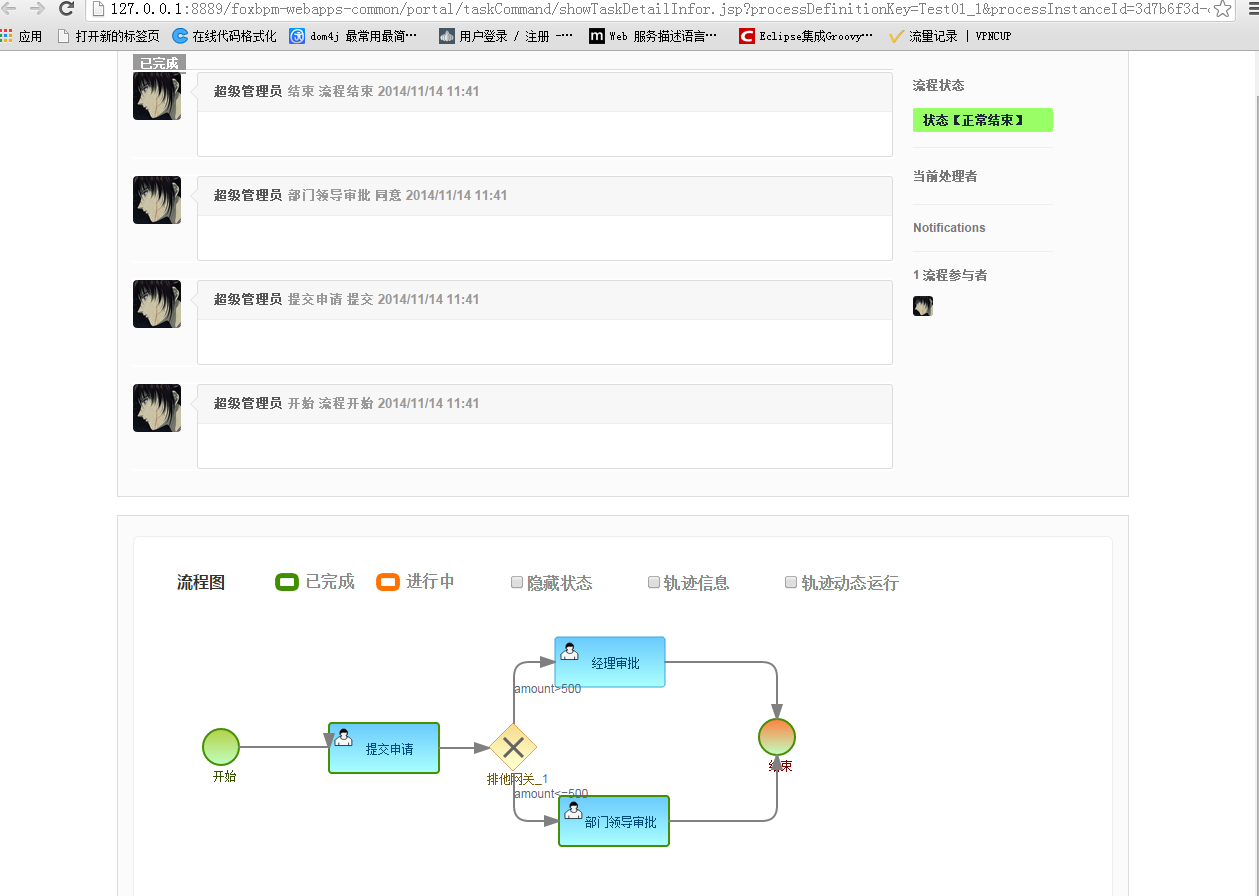 127.0.0.1:8889/foxbpm-webapps-common/portal/taskCommand/showTaskDetailInfor.jsp?processDefinitionKey=Test01_1&processInstanceId=3d7b6f3d-
应用 打开新的标签页 在线代码格式化 dom4j 最常用最简… 用户登录 / 注册 -… Web 服务描述语言… Eclipse集成Groovy… 流量记录 | VPNCUP
已完成
超级管理员 结束 流程结束 2014/11/14 11:41
超级管理员 部门领导审批 同意 2014/11/14 11:41
超级管理员 提交申请 提交 2014/11/14 11:41
超级管理员 开始 流程开始 2014/11/14 11:41
流程状态
状态【正常结束】
当前处理者
Notifications
1 流程参与者
流程图 已完成 进行中 隐藏状态 轨迹信息 轨迹动态运行
经理审批
amount>500
提交申请
开始
排他网关_1
结束
amount<=500
部门领导审批